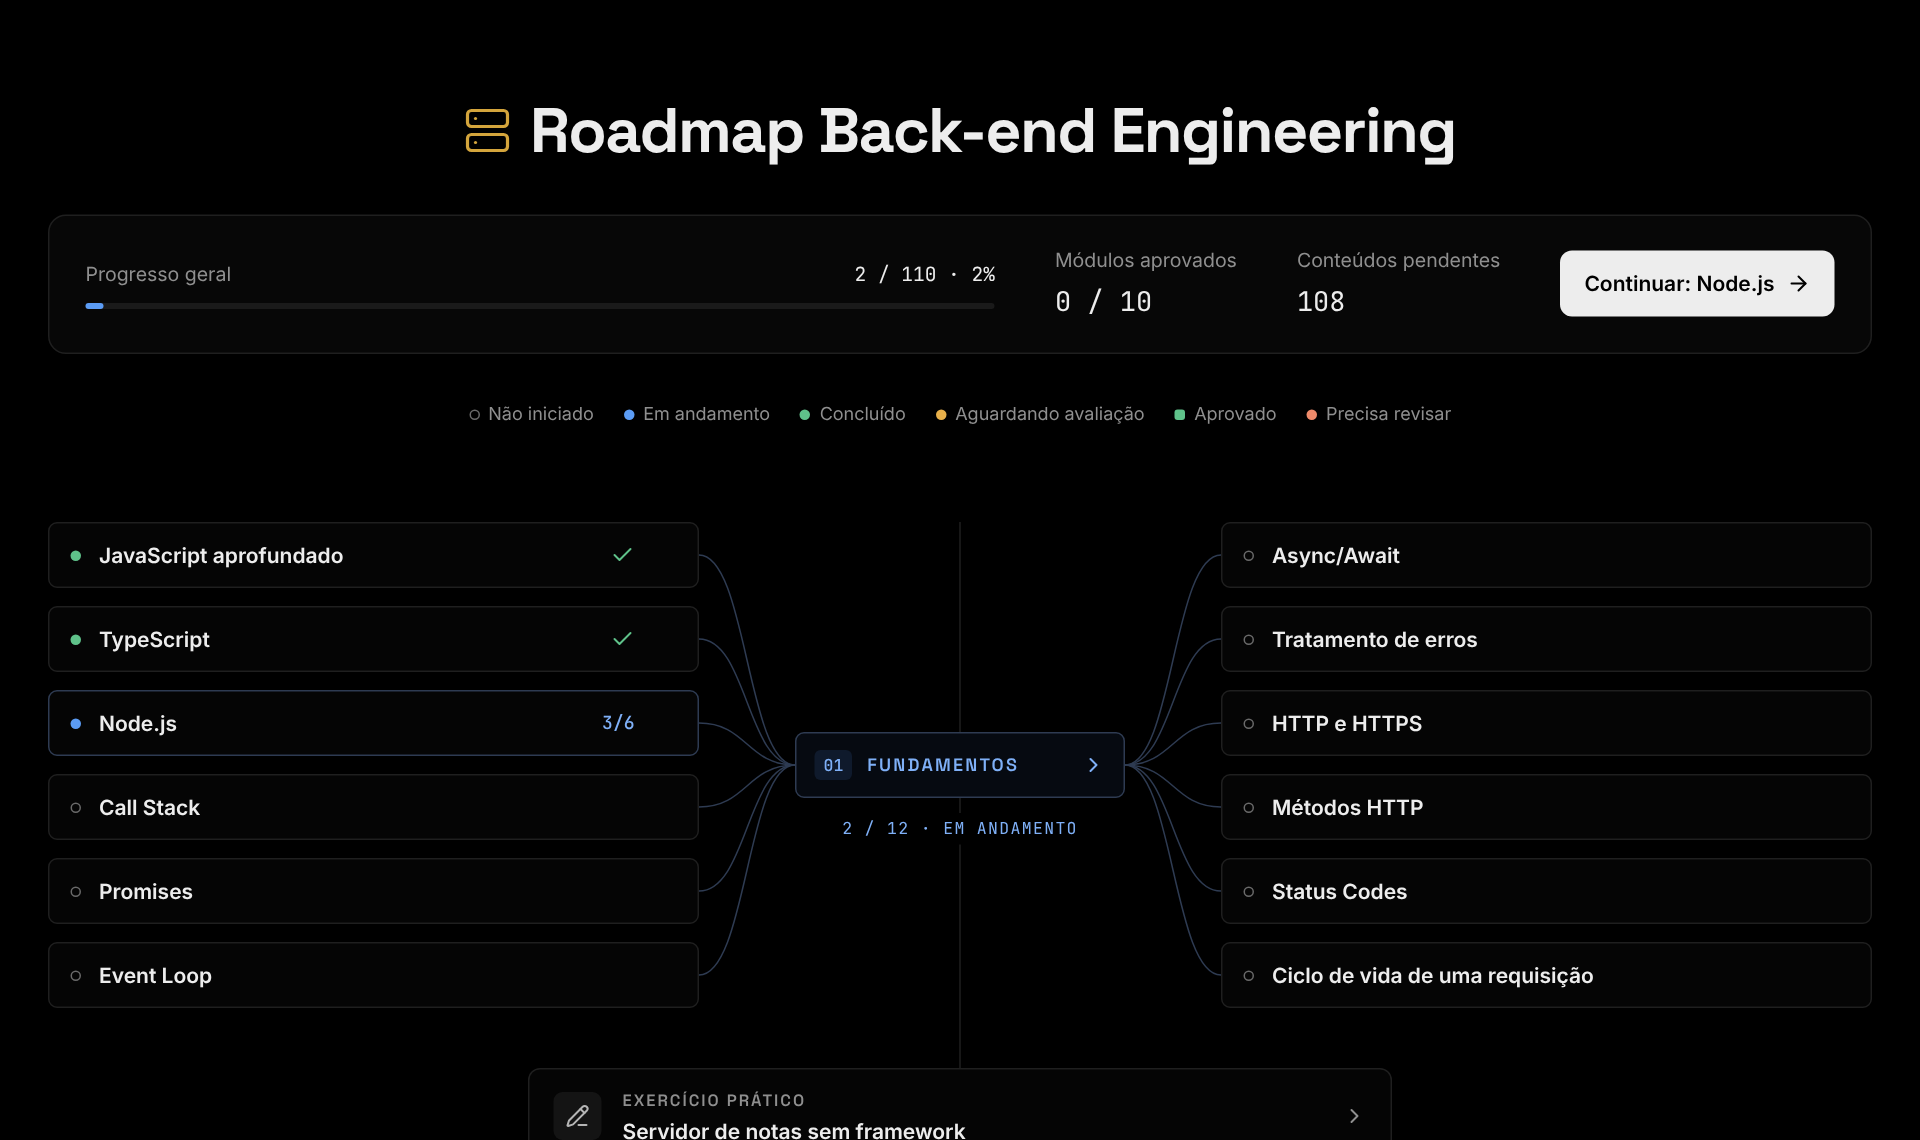 Roadmap Back-end Engineering
Progresso geral
2 / 110 · 2%
Módulos aprovados
0 / 10
Conteúdos pendentes
108
Continuar: Node.js
Não iniciado
Em andamento
Concluído
Aguardando avaliação
Aprovado
Precisa revisar
JavaScript aprofundado
TypeScript
Node.js
3/6
Call Stack
Promises
Event Loop
01 FUNDAMENTOS
2 / 12 · EM ANDAMENTO
Async/Await
Tratamento de erros
HTTP e HTTPS
Métodos HTTP
Status Codes
Ciclo de vida de uma requisição
EXERCÍCIO PRÁTICO
Servidor de notas sem framework